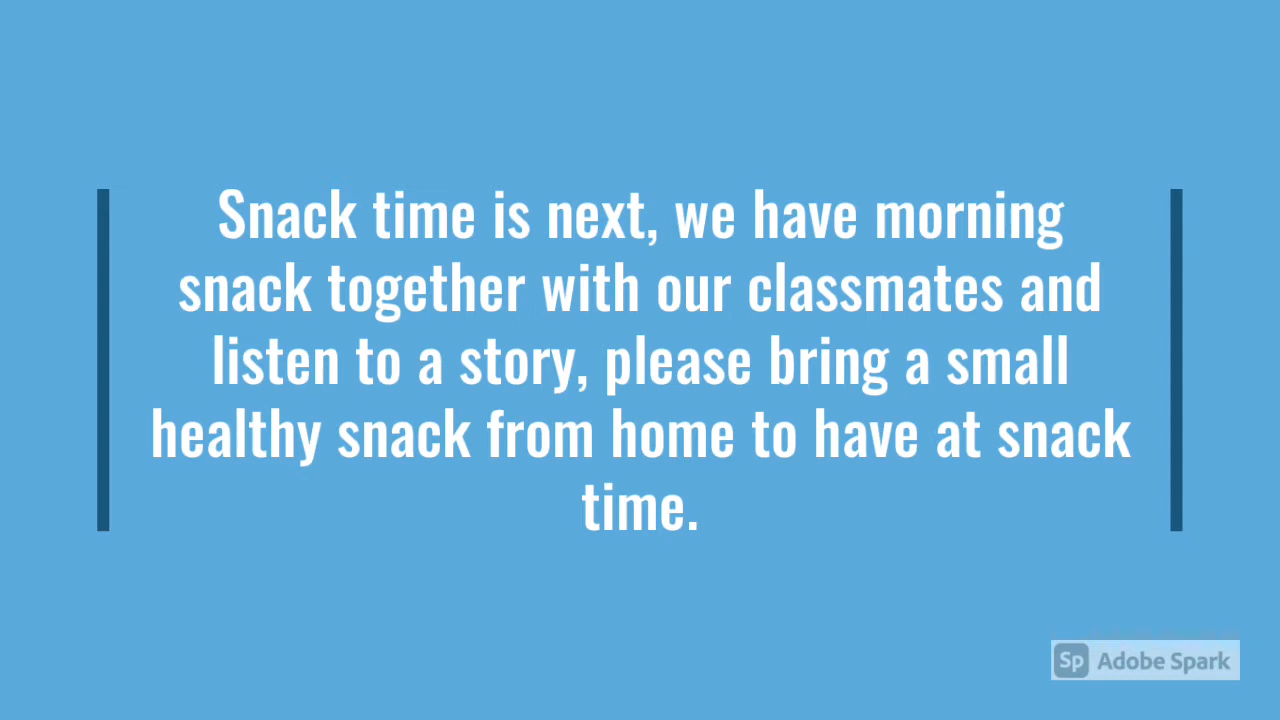 Snack time is next, we have morning
snack together with our classmates and
listen to a story, please bring a small
healthy snack from home to have at snack
time.
Sp Adobe Spark